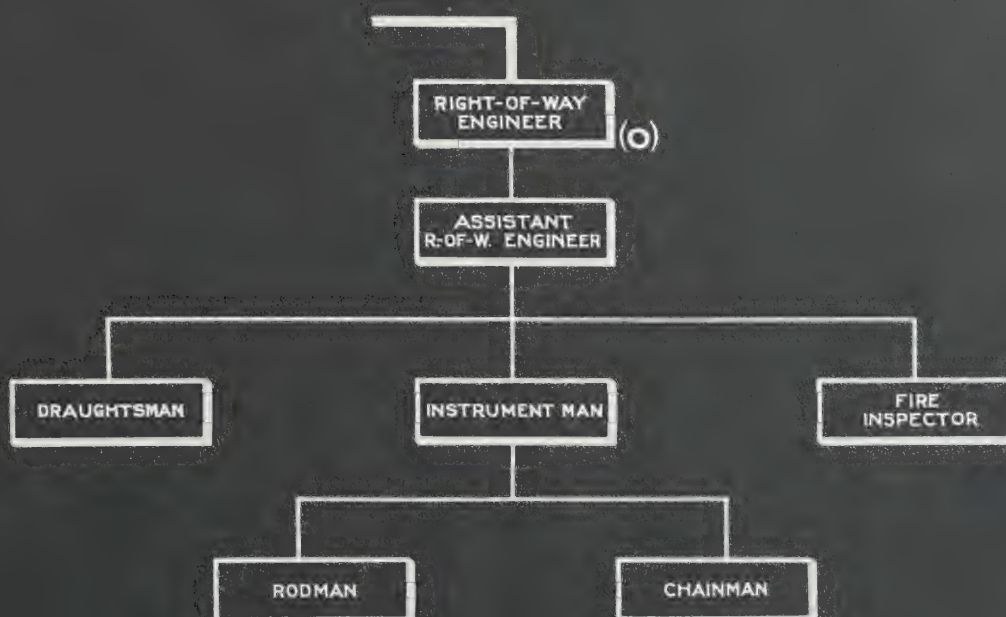 RIGHT-OF-WAY
ENGINEER
(O)
ASSISTANT
R.-OF-W. ENGINEER
DRAUGHTSMAN
INSTRUMENT MAN
FIRE
INSPECTOR
RODMAN
CHAINMAN